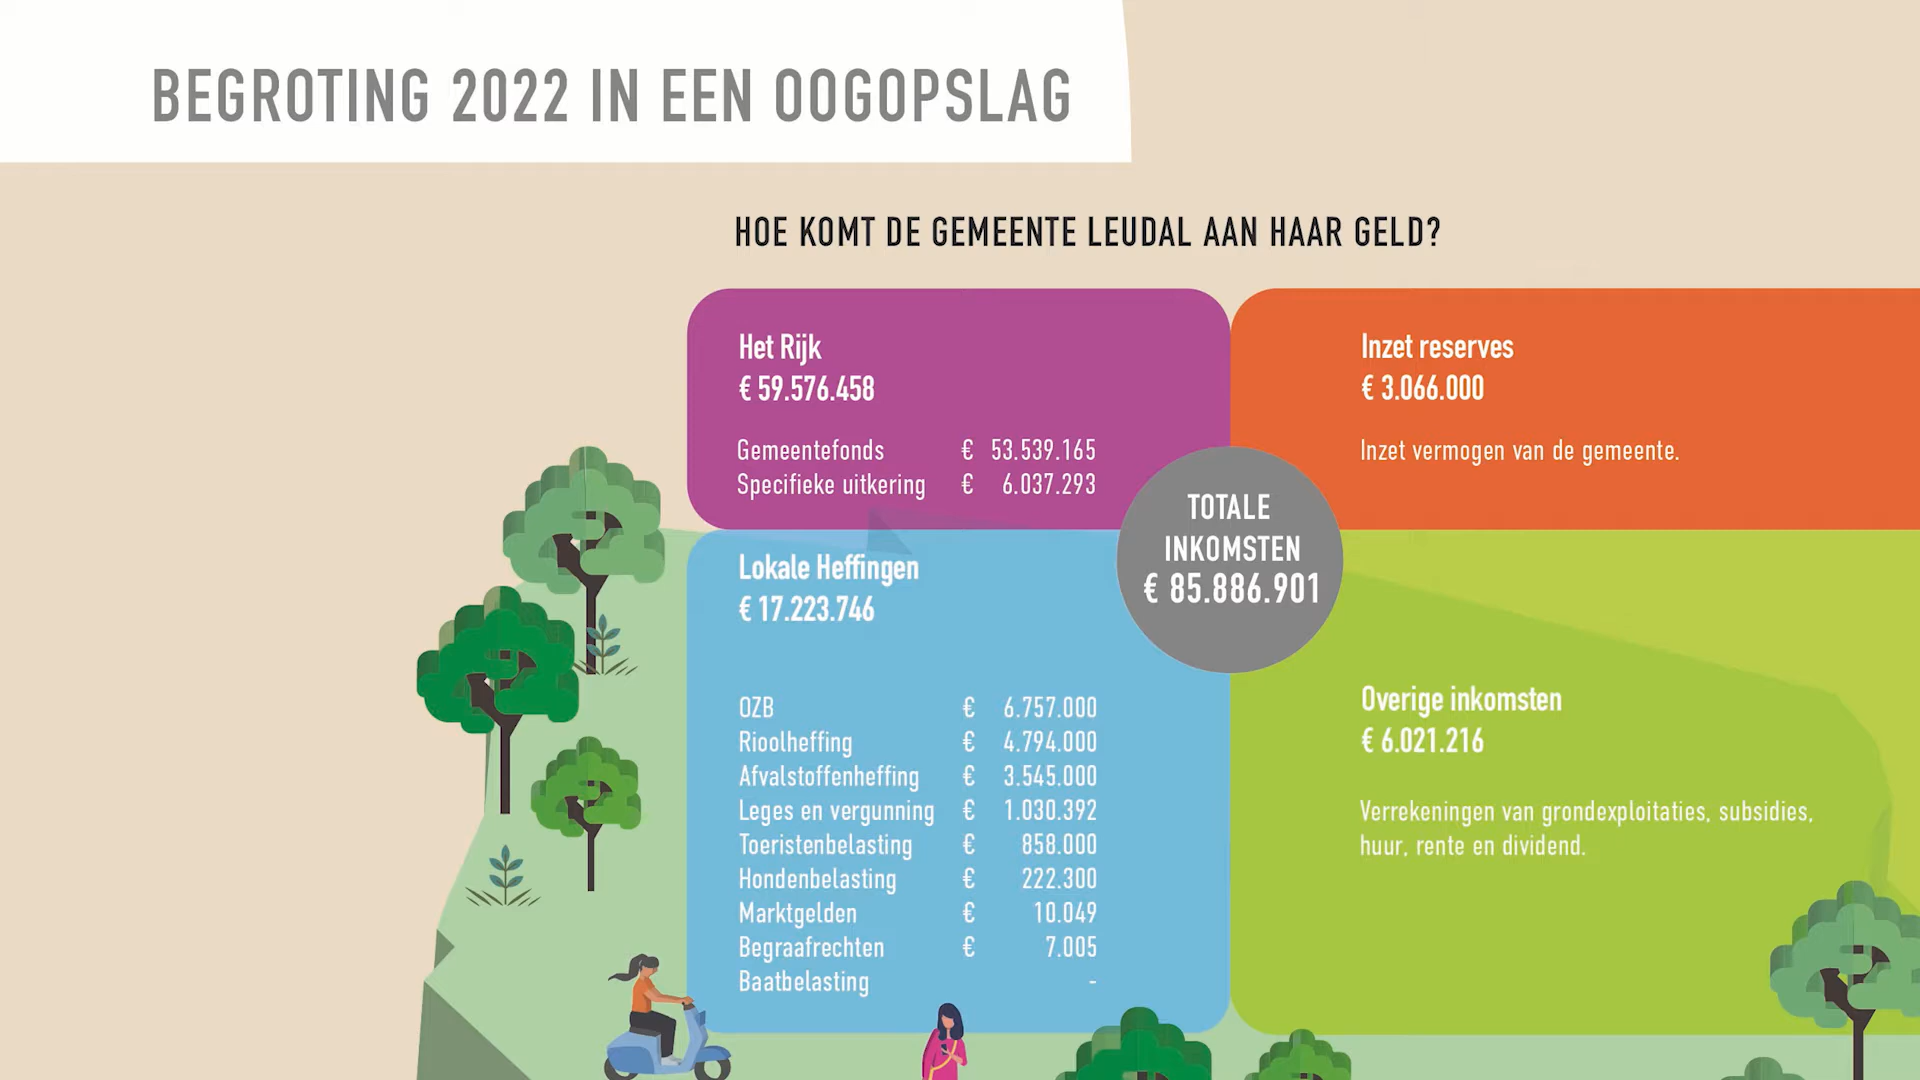 BEGROTING 2022 IN EEN OOGOPSLAG
HOE KOMT DE GEMEENTE LEUDAL AAN HAAR GELD?
Het Rijk
€ 59.576.458
Gemeentefonds € 53.539.165
Specifieke uitkering € 6.037.293
Inzet reserves
€ 3.066.000
Inzet vermogen van de gemeente.
TOTALE
INKOMSTEN
€ 85.886.901
Lokale Heffingen
€ 17.223.746
OZB € 6.757.000
Rioolheffing € 4.794.000
Afvalstoffenheffing € 3.545.000
Leges en vergunning € 1.030.392
Toeristenbelasting € 858.000
Hondenbelasting € 222.300
Marktgelden € 10.049
Begraafrechten € 7.005
Baatbelasting -
Overige inkomsten
€ 6.021.216
Verrekeningen van grondexploitaties, subsidies,
huur, rente en dividend.